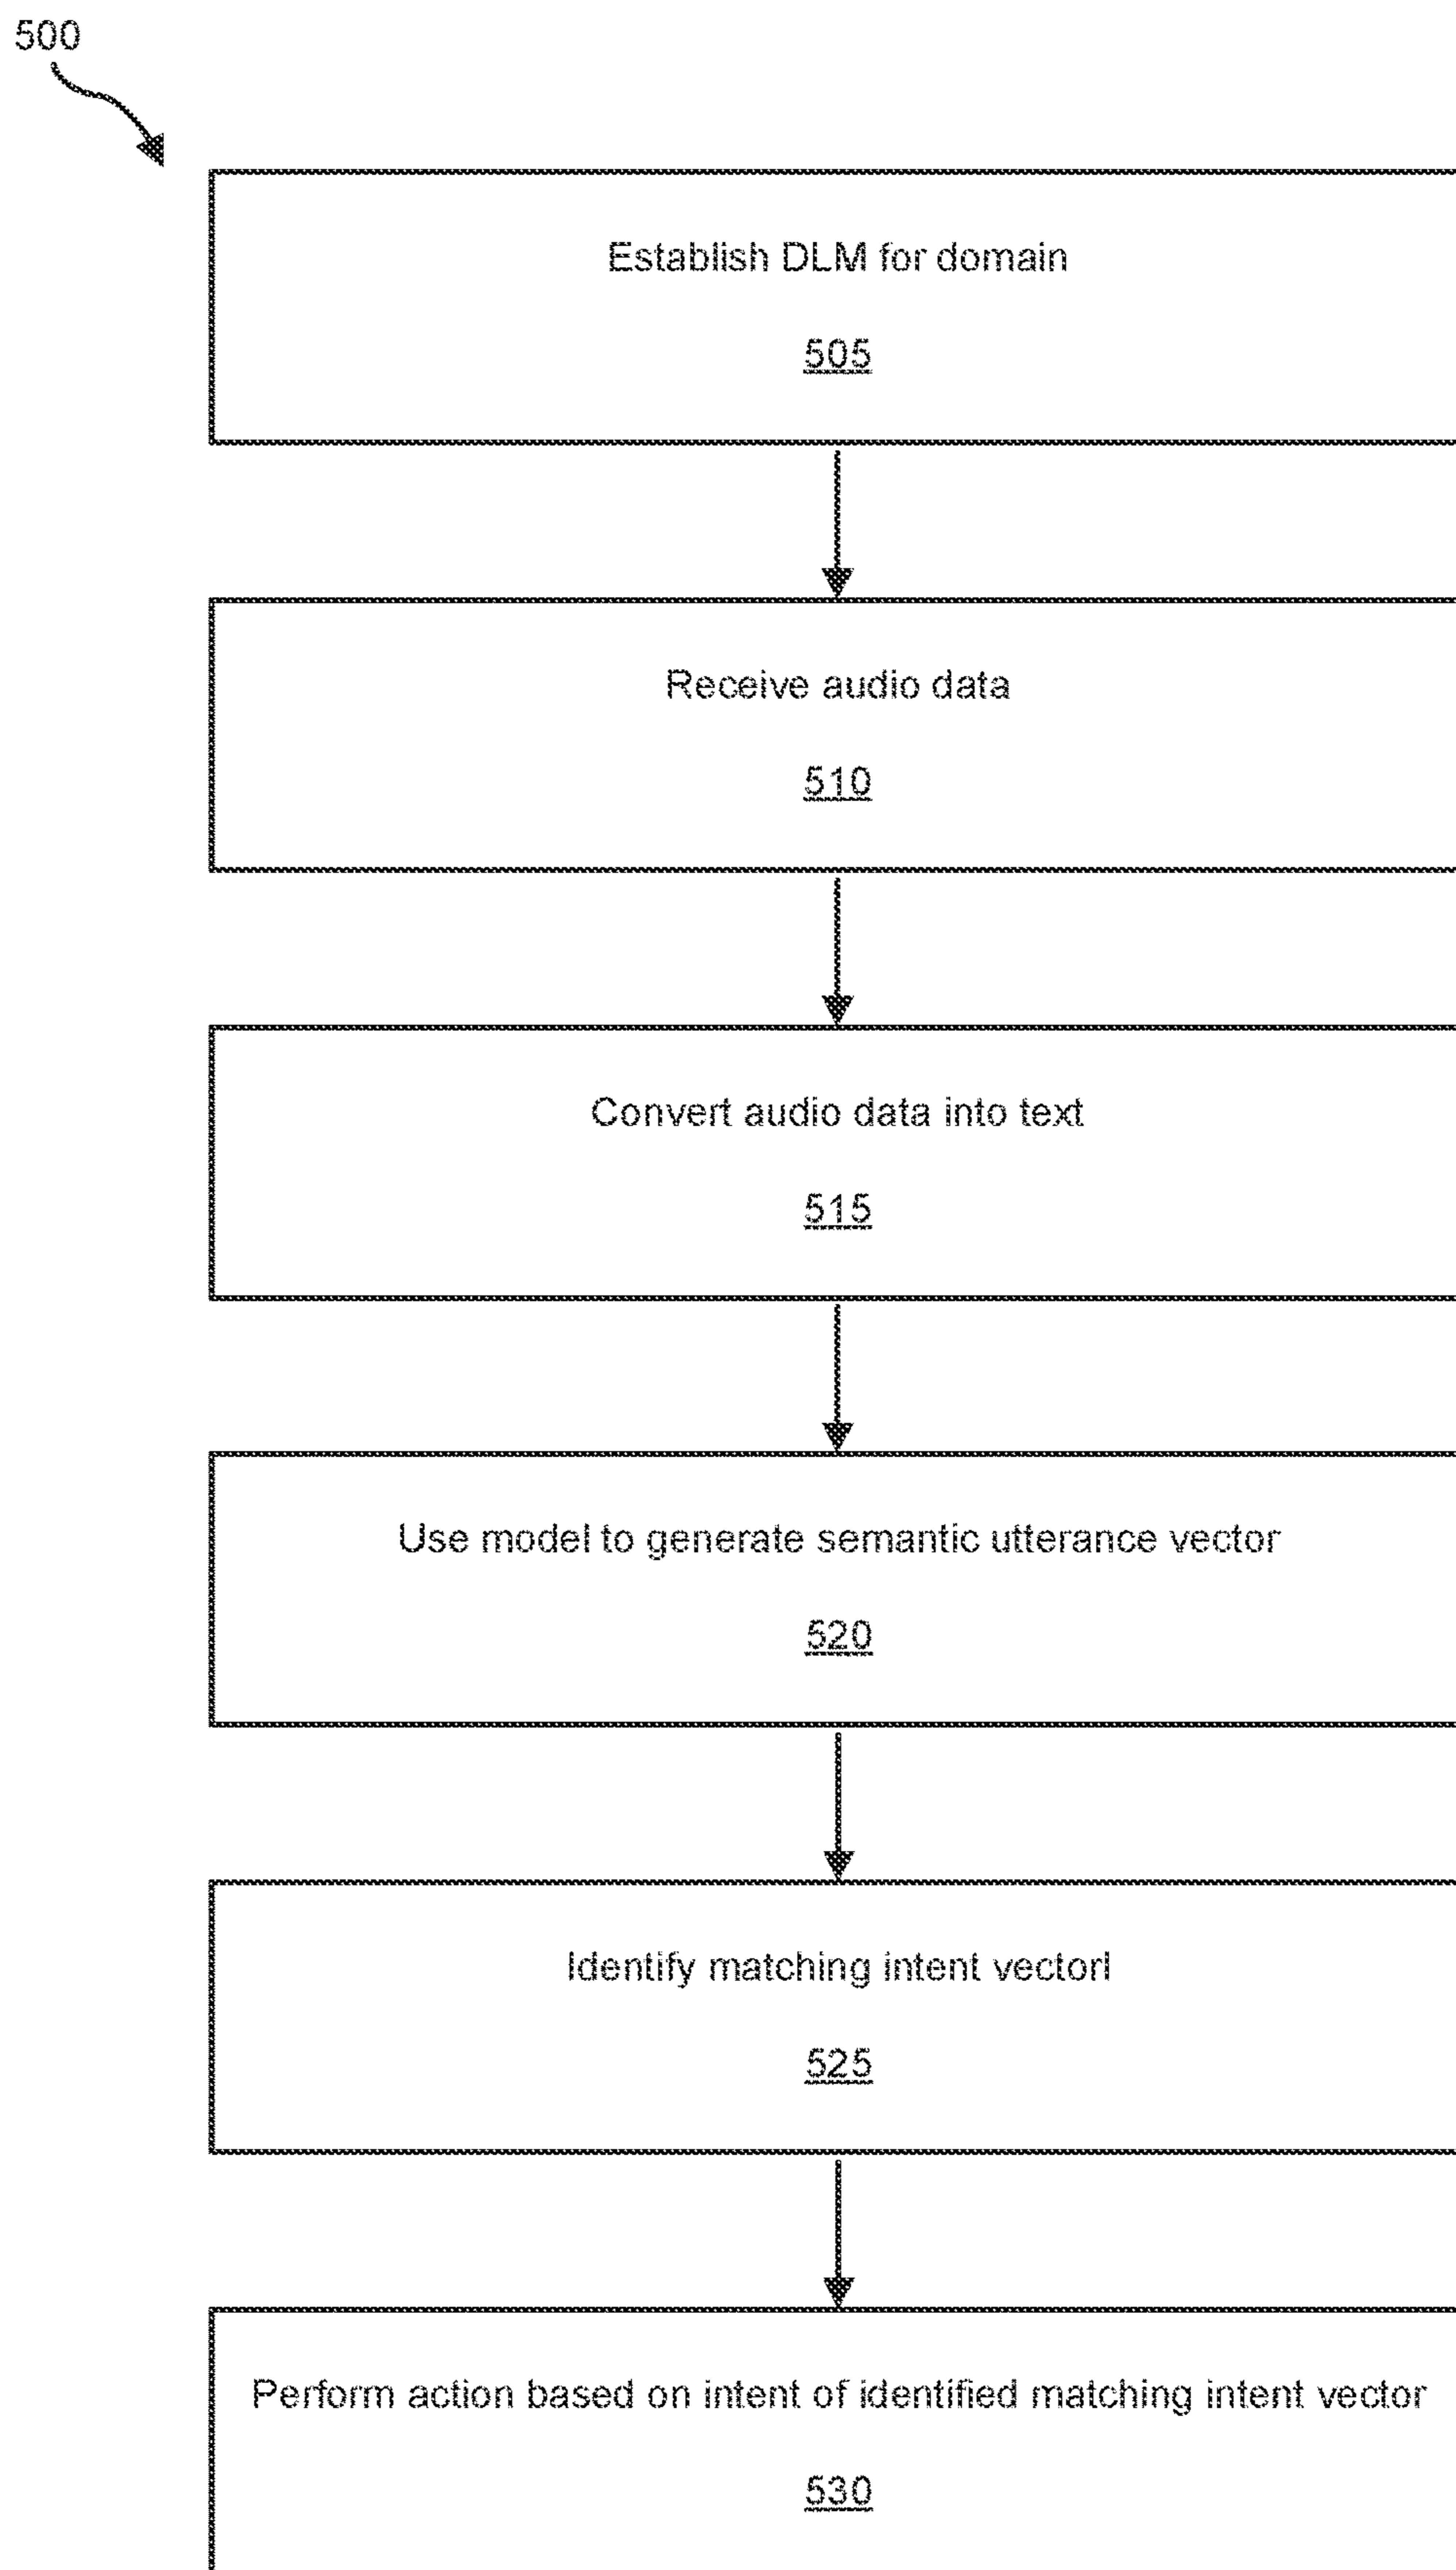 500
Establish DLM for domain
505
Receive audio data
510
Convert audio data into text
515
Use model to generate semantic utterance vector
520
Identify matching intent vectorl
525
Perform action based on intent of identified matching intent vector
530